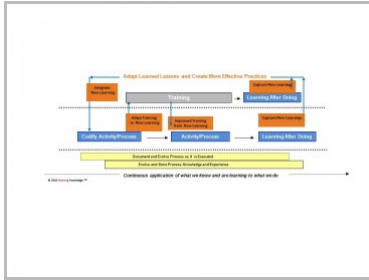 Adapt Learned Lessons and Create More Effective Practices
Integrate
New Learning
Capture New Learning
Training
Learning After Doing
Adapt Training
to New Learning
Improved Training
from New Learning
Capture New Learning
Codify Activity/Process
Activity/Process
Learning After Doing
Document and Evolve Process as it is Executed
Evolve and Store Process Knowledge and Experience
Continuous application of what we know and are learning to what we do